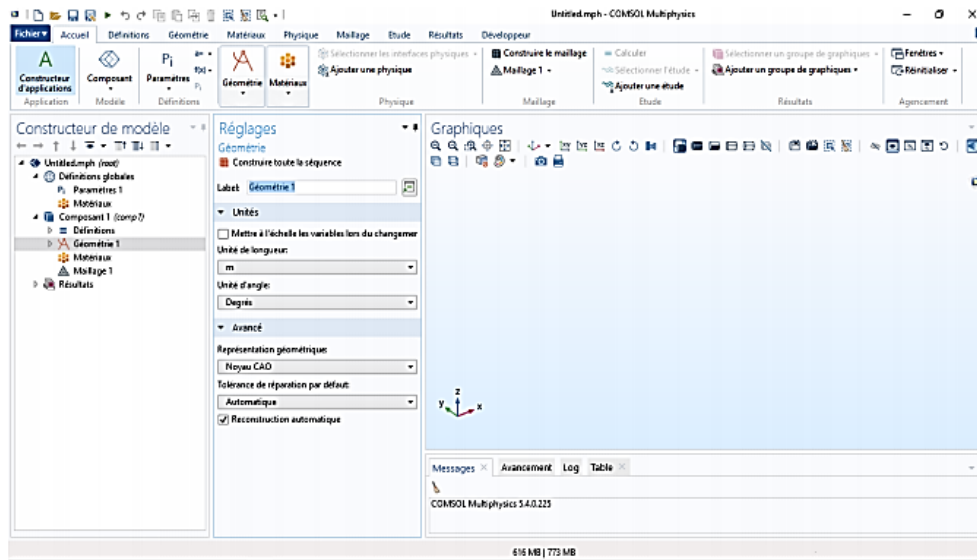 Untitled.mph - COMSOL Multiphysics
Fichier Accueil Définitions Géométrie Matériaux Physique Maillage Etude Résultats Développeur
A
Constructeur d'applications
Application
Composant
Modèle
Pi
Paramètres
a=
f(x)
Pi
Définitions
Géométrie
Matériaux
Sélectionner les interfaces physiques
Ajouter une physique
Physique
Construire le maillage
Maillage 1
Maillage
= Calculer
Sélectionner l'étude
Ajouter une étude
Etude
Sélectionner un groupe de graphiques
Ajouter un groupe de graphiques
Résultats
Fenêtres
Réinitialiser
Agencement
Constructeur de modèle
Untitled.mph (root)
Définitions globales
Pi Paramètres 1
Matériaux
Composant 1 (comp1)
Définitions
Géométrie 1
Matériaux
Maillage 1
Résultats
Réglages
Géométrie
Construire toute la séquence
Label: Géométrie 1
Unités
Mettre à l'échelle les variables lors du changemer
Unité de longueur:
m
Unité d'angle:
Degrés
Avancé
Représentation géométrique:
Noyau CAO
Tolérance de réparation par défaut:
Automatique
Reconstruction automatique
Graphiques
z
y
x
Messages Avancement Log Table
COMSOL Multiphysics 5.4.0.225
616 MB | 773 MB